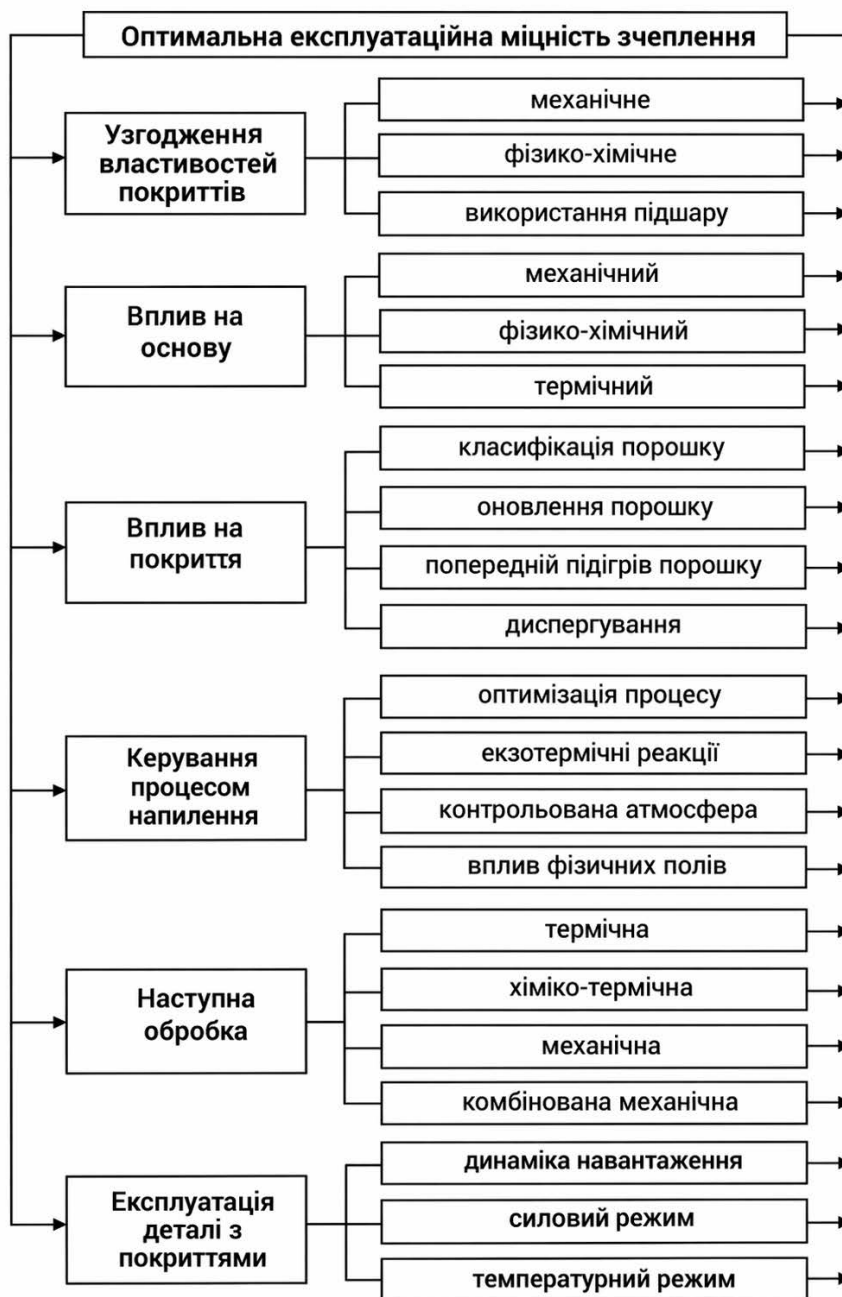 Оптимальна експлуатаційна міцність зчеплення
Узгодження
властивостей
покриттів
механічне
фізико-хімічне
використання підшару
Вплив на
основу
механічний
фізико-хімічний
термічний
Вплив на
покриття
класифікація порошку
оновлення порошку
попередній підігрів порошку
диспергування
Керування
процесом
напилення
оптимізація процесу
екзотермічні реакції
контрольована атмосфера
вплив фізичних полів
Наступна
обробка
термічна
хіміко-термічна
механічна
комбінована механічна
Експлуатація
деталі з
покриттями
динаміка навантаження
силовий режим
температурний режим